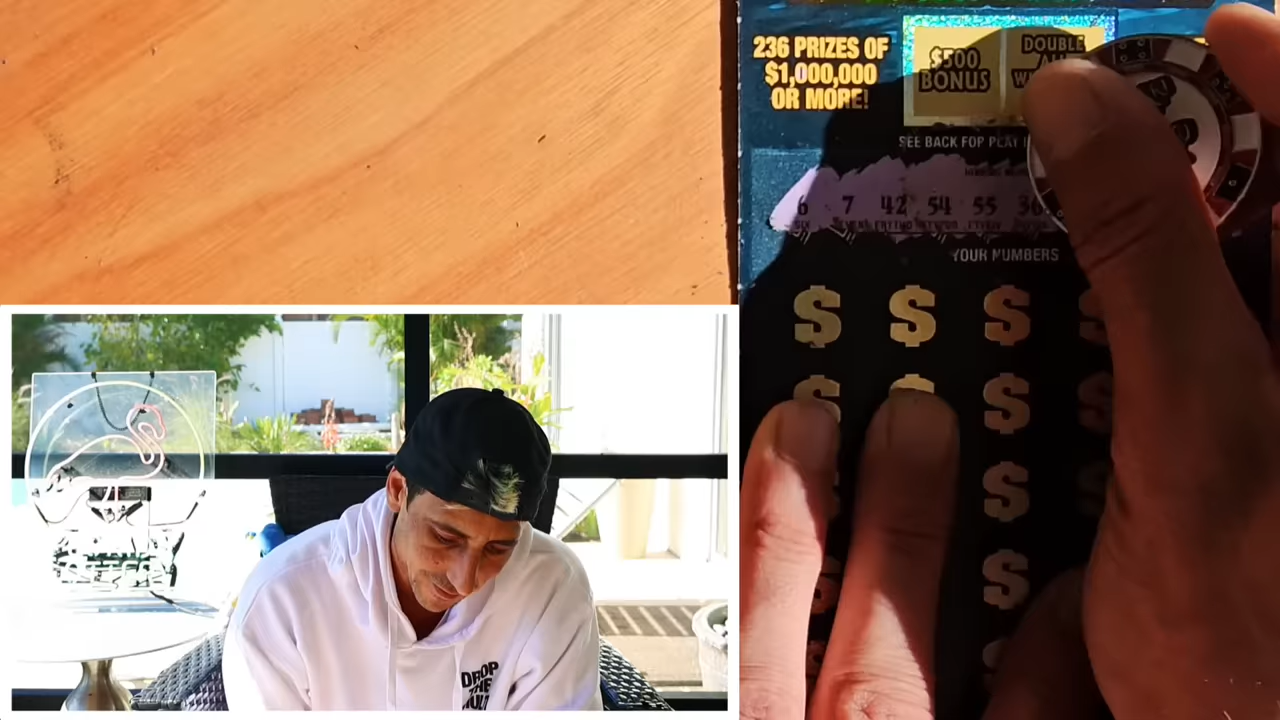 236 PRIZES OF
$1,000,000
OR MORE!
$500
BONUS
DOUBLE
SEE BACK FOR PLAY
6 7 42 54 55 36
YOUR NUMBERS
$ $ $ $
$ $ $ $
$
$
DROP
THE